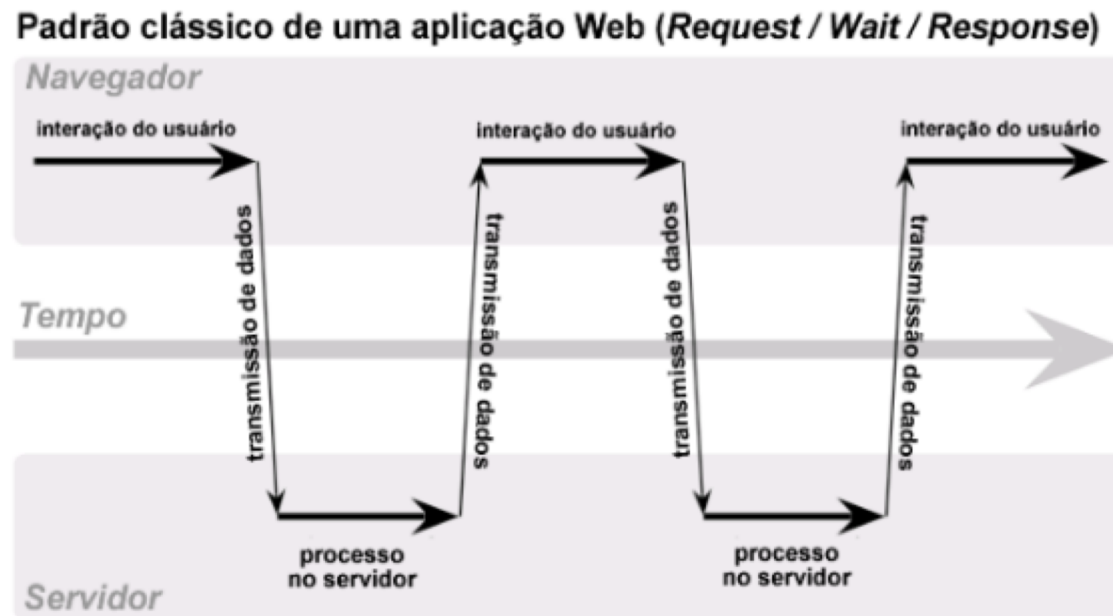 Padrão clássico de uma aplicação Web (Request / Wait / Response)
Navegador
interação do usuário
interação do usuário
interação do usuário
transmissão de dados
transmissão de dados
transmissão de dados
transmissão de dados
Tempo
processo
no servidor
processo
no servidor
Servidor